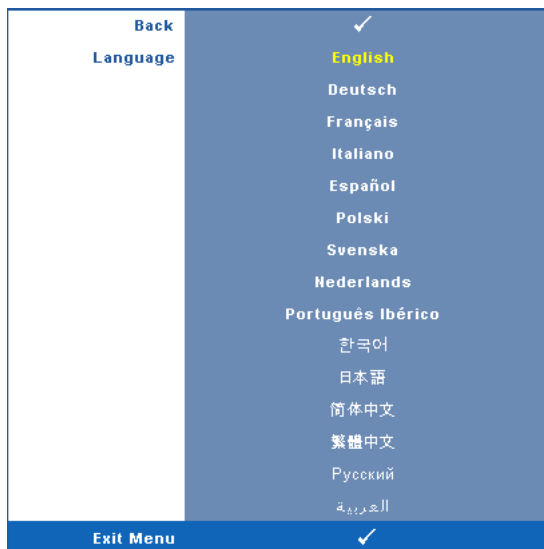 Back ✓
Language English
Deutsch
Français
Italiano
Español
Polski
Svenska
Nederlands
Português Ibérico
한국어
日本語
简体中文
繁體中文
Русский
العربية
Exit Menu ✓